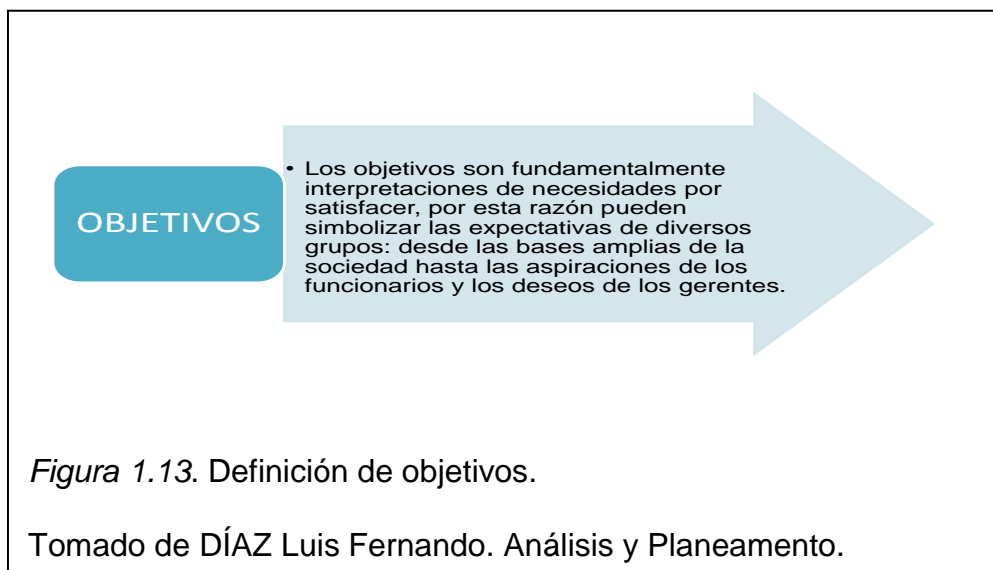 OBJETIVOS
• Los objetivos son fundamentalmente
interpretaciones de necesidades por
satisfacer, por esta razón pueden
simbolizar las expectativas de diversos
grupos: desde las bases amplias de la
sociedad hasta las aspiraciones de los
funcionarios y los deseos de los gerentes.
Figura 1.13. Definición de objetivos.
Tomado de DÍAZ Luis Fernando. Análisis y Planeamento.